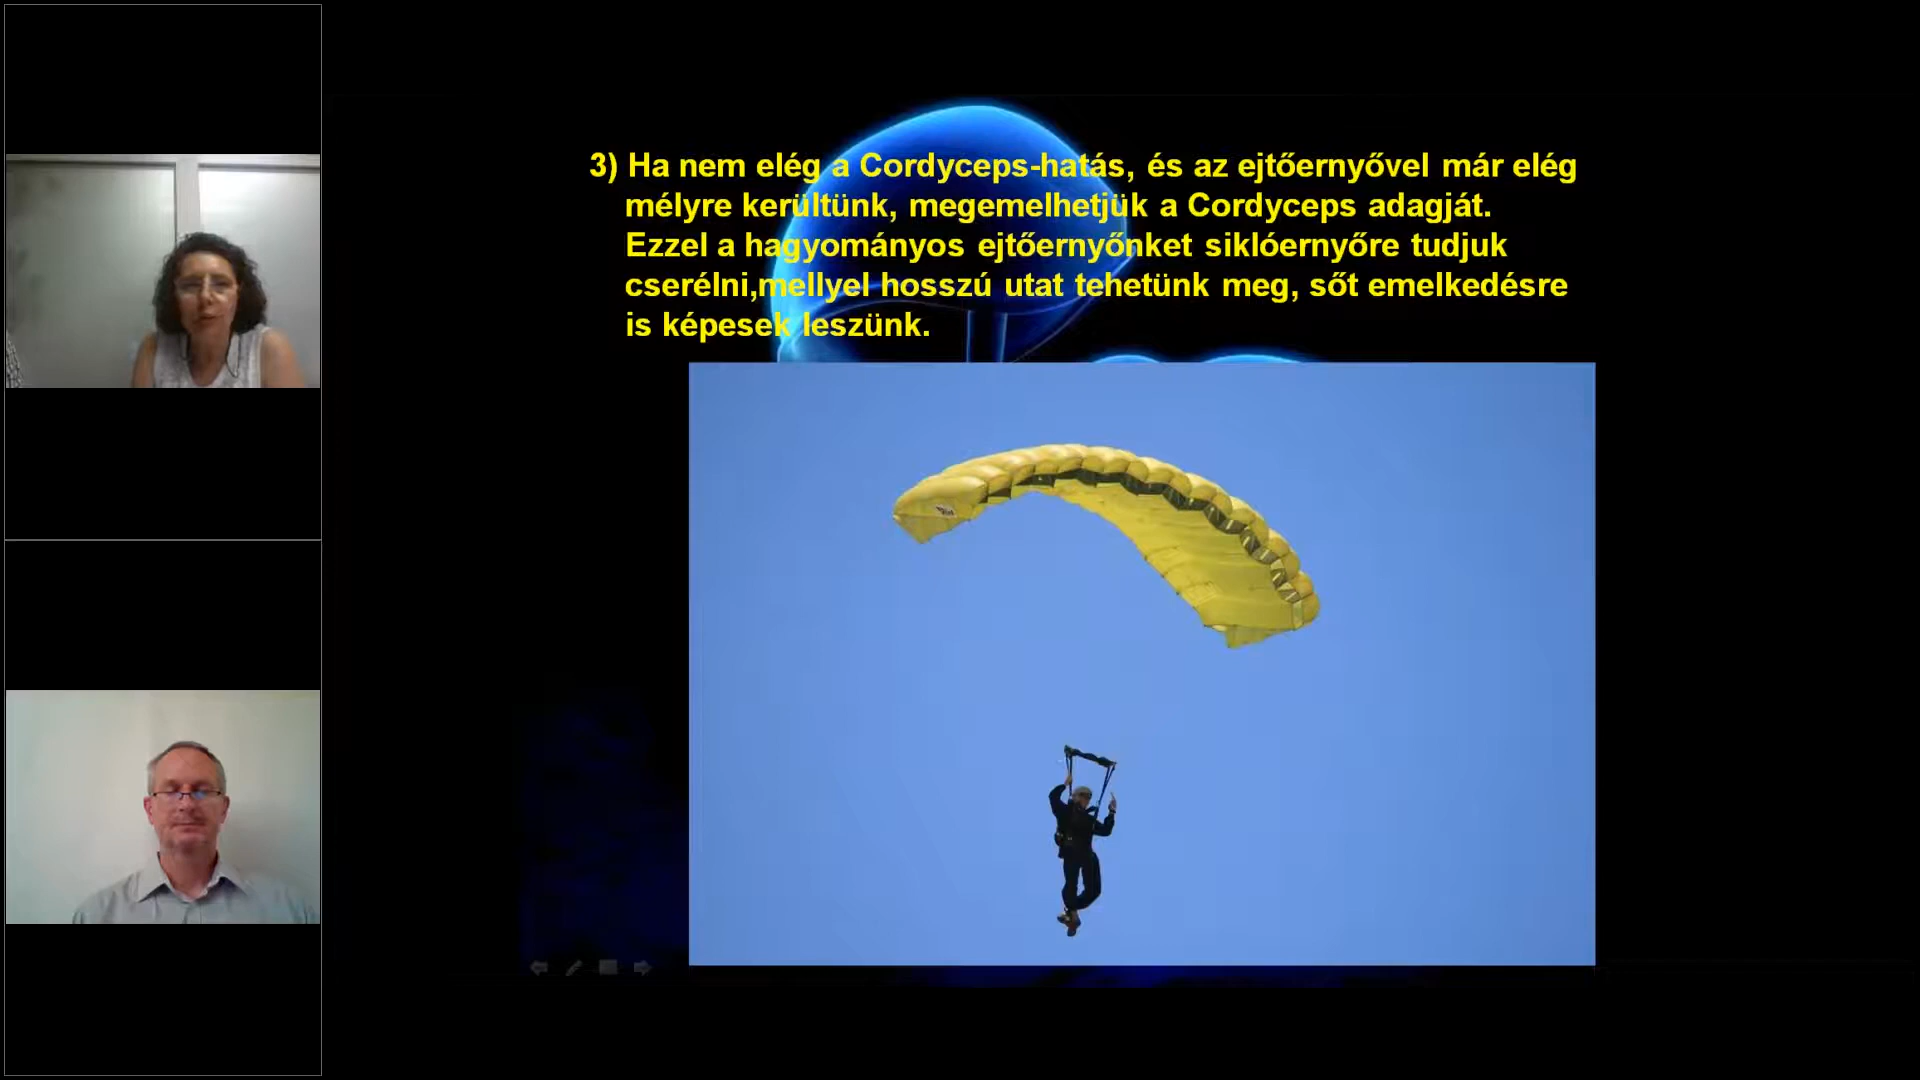 3) Ha nem elég a Cordyceps-hatás, és az ejtőernyővel már elég
mélyre kerültünk, megemelhetjük a Cordyceps adagját.
Ezzel a hagyományos ejtőernyőnket siklóernyőre tudjuk
cserélni,mellyel hosszú utat tehetünk meg, sőt emelkedésre
is képesek leszünk.